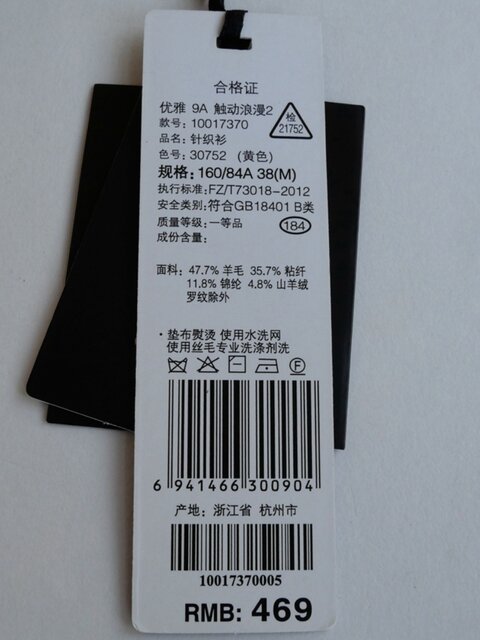 合格证
优雅 9A 触动浪漫2
款号: 10017370
检
21752
品名: 针织衫
色号: 30752 (黄色)
规格: 160/84A 38(M)
执行标准:FZ/T73018-2012
安全类别:符合GB18401 B类
质量等级:一等品
184
成份含量:
面料: 47.7% 羊毛 35.7% 粘纤
11.8% 锦纶 4.8% 山羊绒
罗纹除外
·垫布熨烫 使用水洗网
使用丝毛专业洗涤剂洗
F
6 941466 300904
产地: 浙江省 杭州市
10017370005
RMB: 469